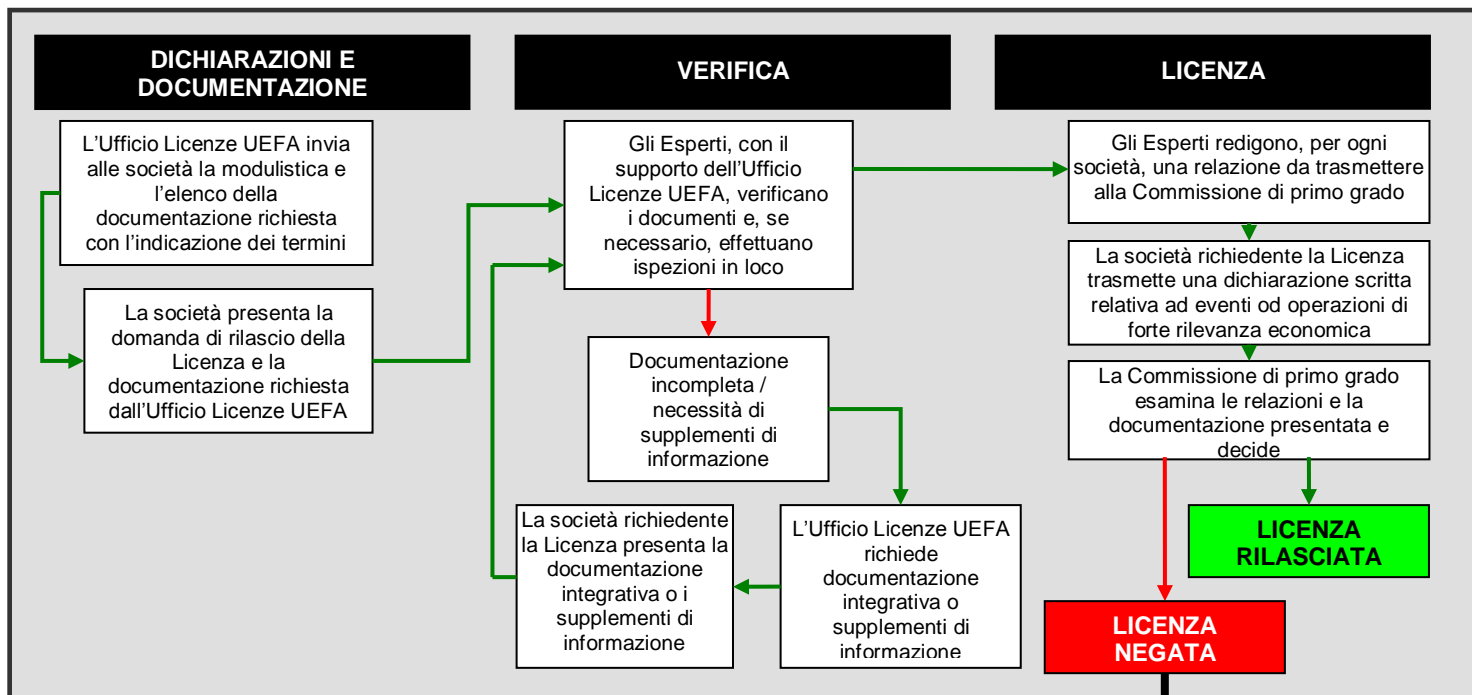 DICHIARAZIONI E
DOCUMENTAZIONE
L'Ufficio Licenze UEFA invia
alle società la modulistica e
l'elenco della
documentazione richiesta
con l'indicazione dei termini
La società presenta la
domanda di rilascio della
Licenza e la
documentazione richiesta
dall'Ufficio Licenze UEFA
VERIFICA
Gli Esperti, con il
supporto dell'Ufficio
Licenze UEFA, verificano
i documenti e, se
necessario, effettuano
ispezioni in loco
Documentazione
incompleta /
necessità di
supplementi di
informazione
L'Ufficio Licenze UEFA
richiede
documentazione
integrativa o
supplementi di
informazione
La società richiedente
la Licenza presenta la
documentazione
integrativa o i
supplementi di
informazione
LICENZA
Gli Esperti redigono, per ogni
società, una relazione da trasmettere
alla Commissione di primo grado
La società richiedente la Licenza
trasmette una dichiarazione scritta
relativa ad eventi od operazioni di
forte rilevanza economica
La Commissione di primo grado
esamina le relazioni e la
documentazione presentata e
decide
LICENZA
RILASCIATA
LICENZA
NEGATA